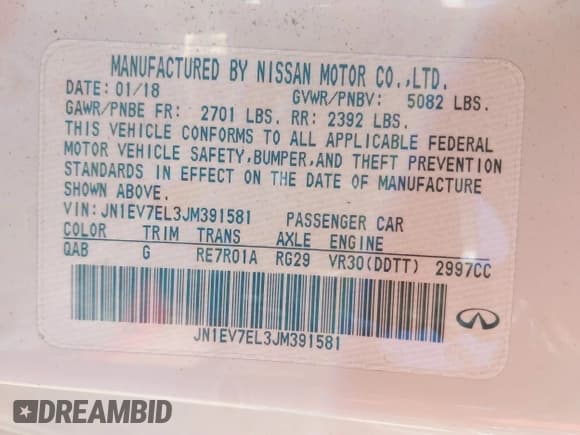 MANUFACTURED BY NISSAN MOTOR CO.,LTD.
DATE: 01/18 GVWR/PNBV: 5082 LBS.
GAWR/PNBE FR: 2701 LBS. RR: 2392 LBS.
THIS VEHICLE CONFORMS TO ALL APPLICABLE FEDERAL
MOTOR VEHICLE SAFETY,BUMPER,AND THEFT PREVENTION
STANDARDS IN EFFECT ON THE DATE OF MANUFACTURE
SHOWN ABOVE.
VIN:JN1EV7EL3JM391581 PASSENGER CAR
COLOR TRIM TRANS AXLE ENGINE
QAB G RE7R01A RG29 VR30(DDTT) 2997CC
JN1EV7EL3JM391581
DREAMBID